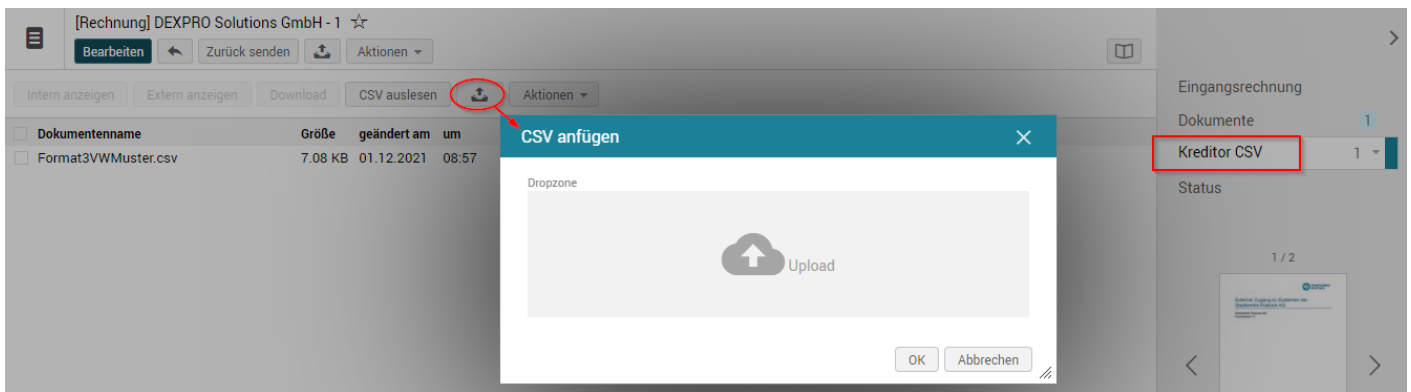 [Rechnung] DEXPRO Solutions GmbH - 1
Bearbeiten Zurück senden Aktionen
Intern anzeigen Extern anzeigen Download CSV auslesen Aktionen
Dokumentenname Größe geändert am um
Format3VWMuster.csv 7.08 KB 01.12.2021 08:57
CSV anfügen
Dropzone
Upload
OK Abbrechen
Eingangsrechnung
Dokumente 1
Kreditor CSV 1
Status
1 / 2